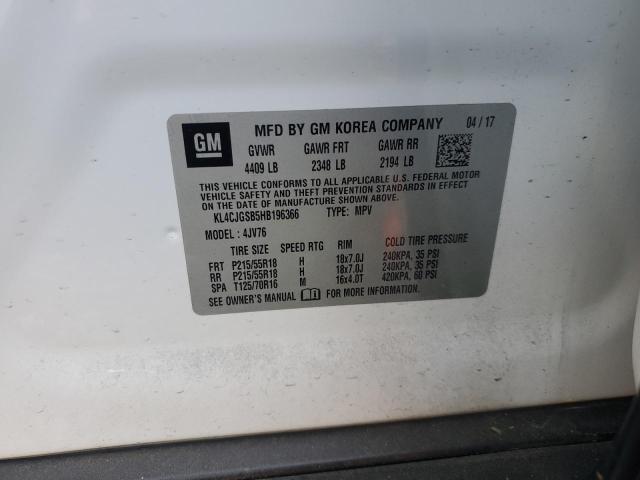 GM MFD BY GM KOREA COMPANY 04/17
GVWR GAWR FRT GAWR RR
4409 LB 2348 LB 2194 LB
THIS VEHICLE CONFORMS TO ALL APPLICABLE U.S. FEDERAL MOTOR
VEHICLE SAFETY AND THEFT PREVENTION STANDARDS IN EFFECT
ON THE DATE OF MANUFACTURE SHOWN ABOVE.
KL4CJGSB5HB196366 TYPE: MPV
MODEL: 4JV76
TIRE SIZE SPEED RTG RIM COLD TIRE PRESSURE
FRT P215/55R18 H 18x7.0J 240KPA, 35 PSI
RR P215/55R18 H 18x7.0J 240KPA, 35 PSI
SPA T125/70R16 M 16x4.0T 420KPA, 60 PSI
SEE OWNER'S MANUAL FOR MORE INFORMATION.